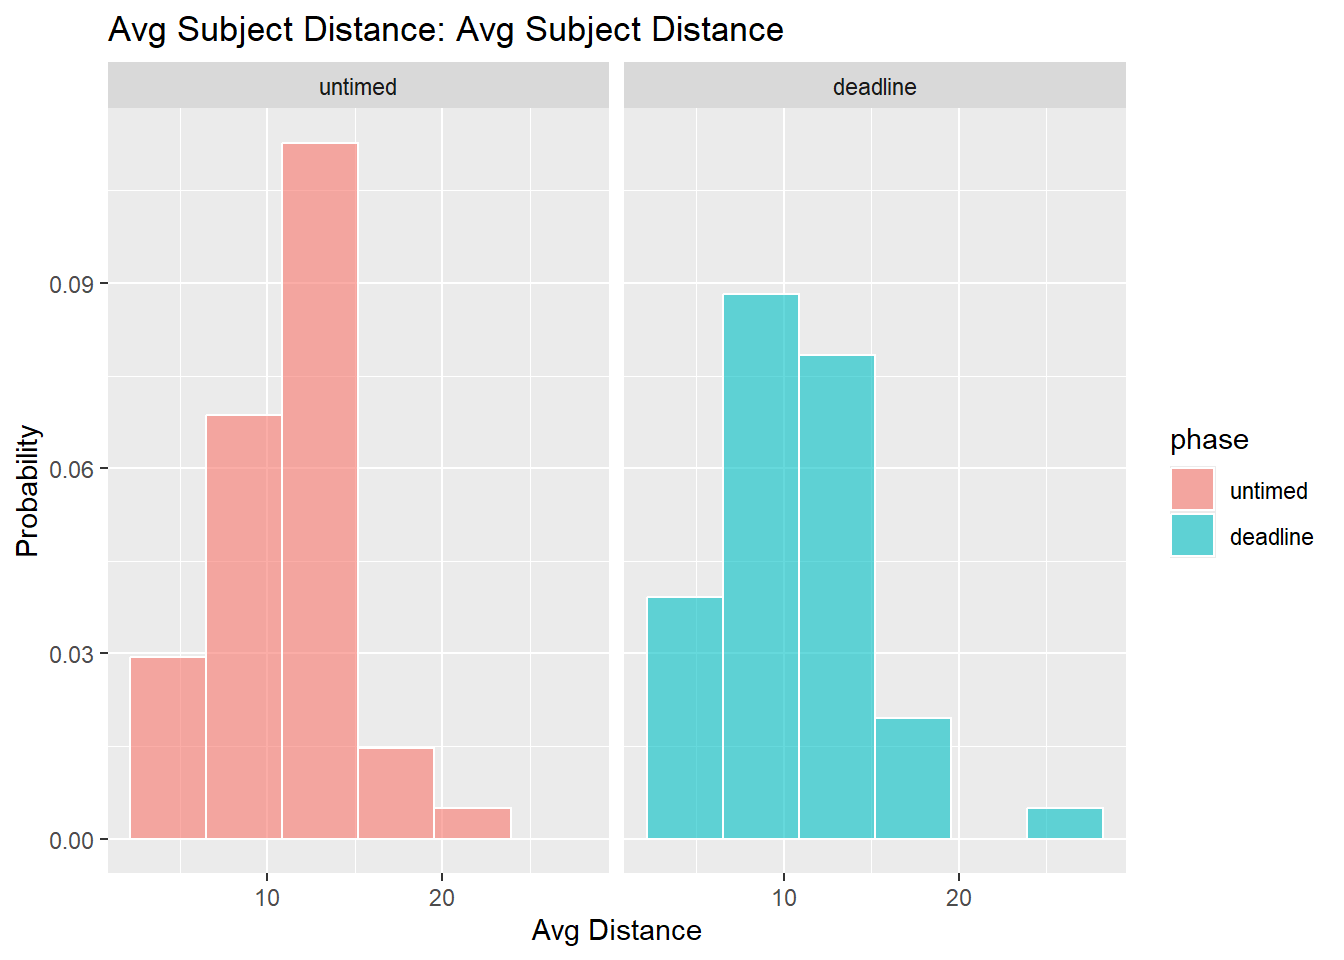 Avg Subject Distance: Avg Subject Distance
untimed
deadline
0.09
0.06
0.03
0.00
Probability
10
20
10
20
Avg Distance
phase
untimed
deadline